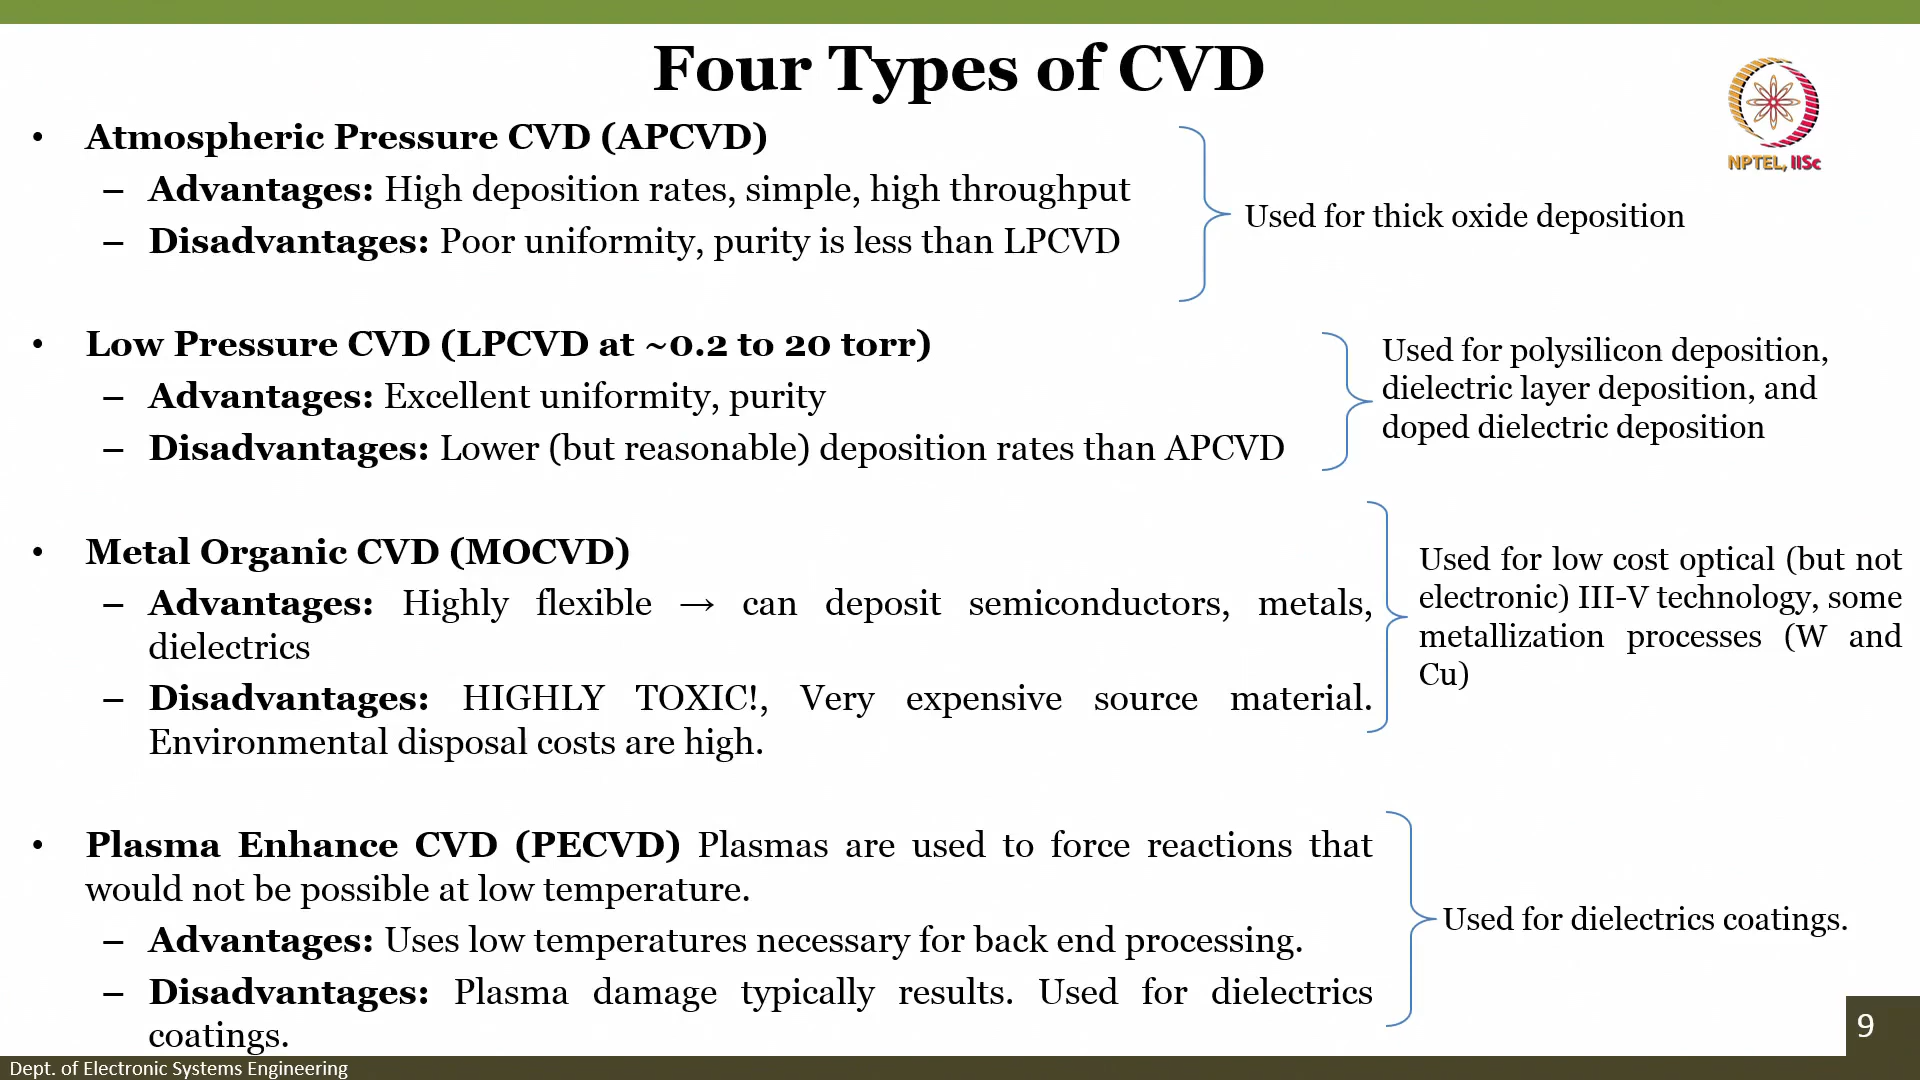 Four Types of CVD
NPTEL, IISc
• Atmospheric Pressure CVD (APCVD)
– Advantages: High deposition rates, simple, high throughput
– Disadvantages: Poor uniformity, purity is less than LPCVD
Used for thick oxide deposition
• Low Pressure CVD (LPCVD at ~0.2 to 20 torr)
– Advantages: Excellent uniformity, purity
– Disadvantages: Lower (but reasonable) deposition rates than APCVD
Used for polysilicon deposition,
dielectric layer deposition, and
doped dielectric deposition
• Metal Organic CVD (MOCVD)
– Advantages: Highly flexible → can deposit semiconductors, metals,
dielectrics
– Disadvantages: HIGHLY TOXIC!, Very expensive source material.
Environmental disposal costs are high.
Used for low cost optical (but not
electronic) III-V technology, some
metallization processes (W and
Cu)
• Plasma Enhance CVD (PECVD) Plasmas are used to force reactions that
would not be possible at low temperature.
– Advantages: Uses low temperatures necessary for back end processing.
– Disadvantages: Plasma damage typically results. Used for dielectrics
coatings.
Used for dielectrics coatings.
9
Dept. of Electronic Systems Engineering